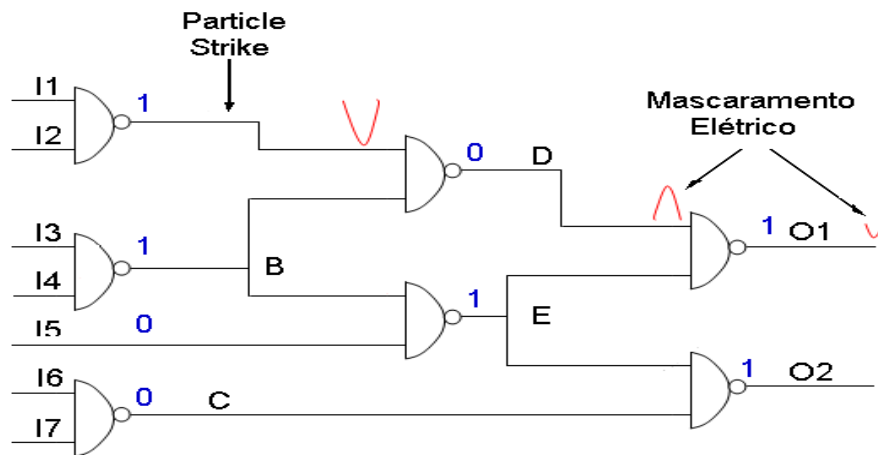 Particle
Strike
Mascaramento
Elétrico
I1
1
I2
0
D
I3
1
1
O1
I4
B
1
E
I5
0
I6
0
C
1
O2
I7